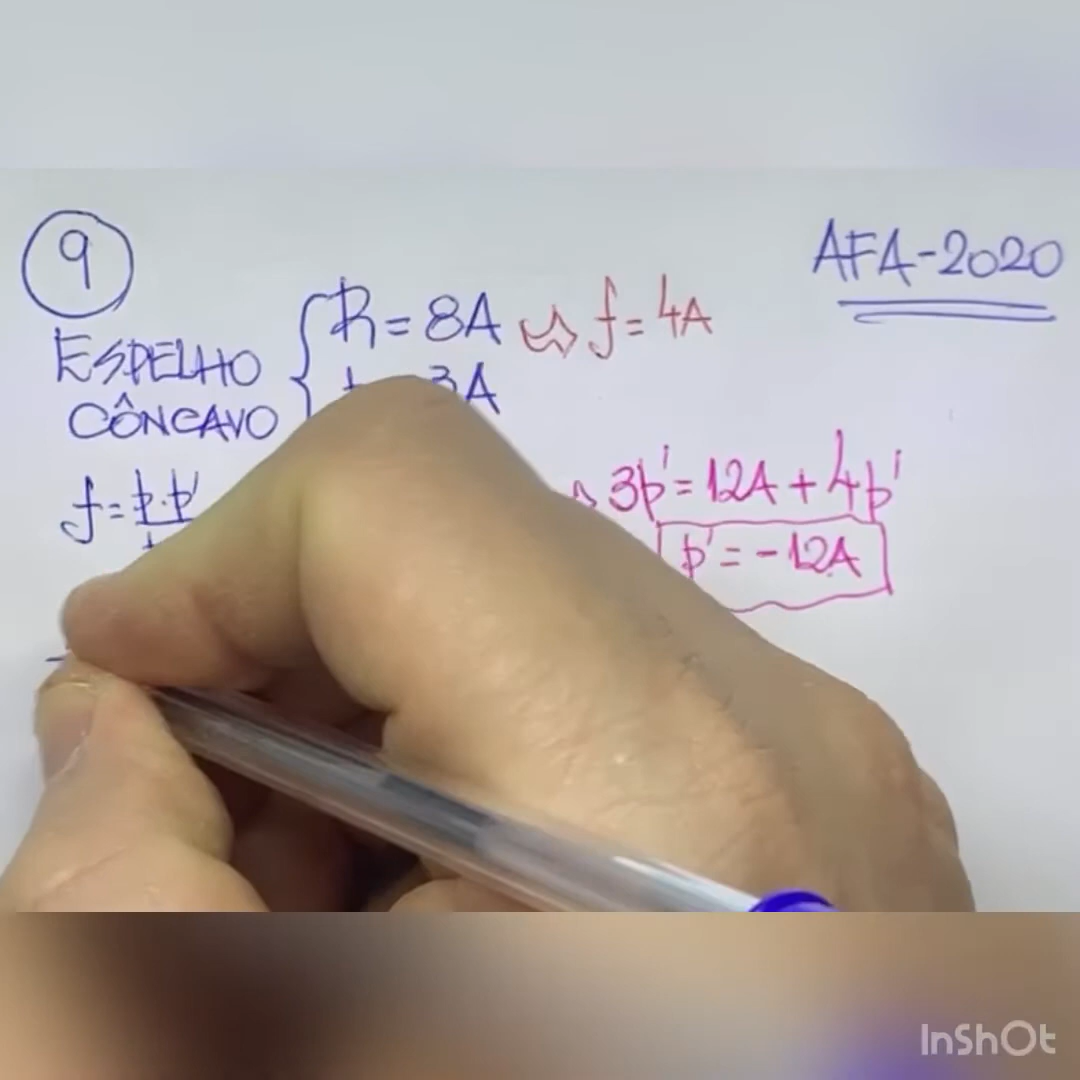 9
AFA-2020
ESPELHO
CÔNCAVO
R = 8A ⇝ f = 4A
3A
f = p·p'
3p' = 12A + 4p'
p' = -12A
InShOt